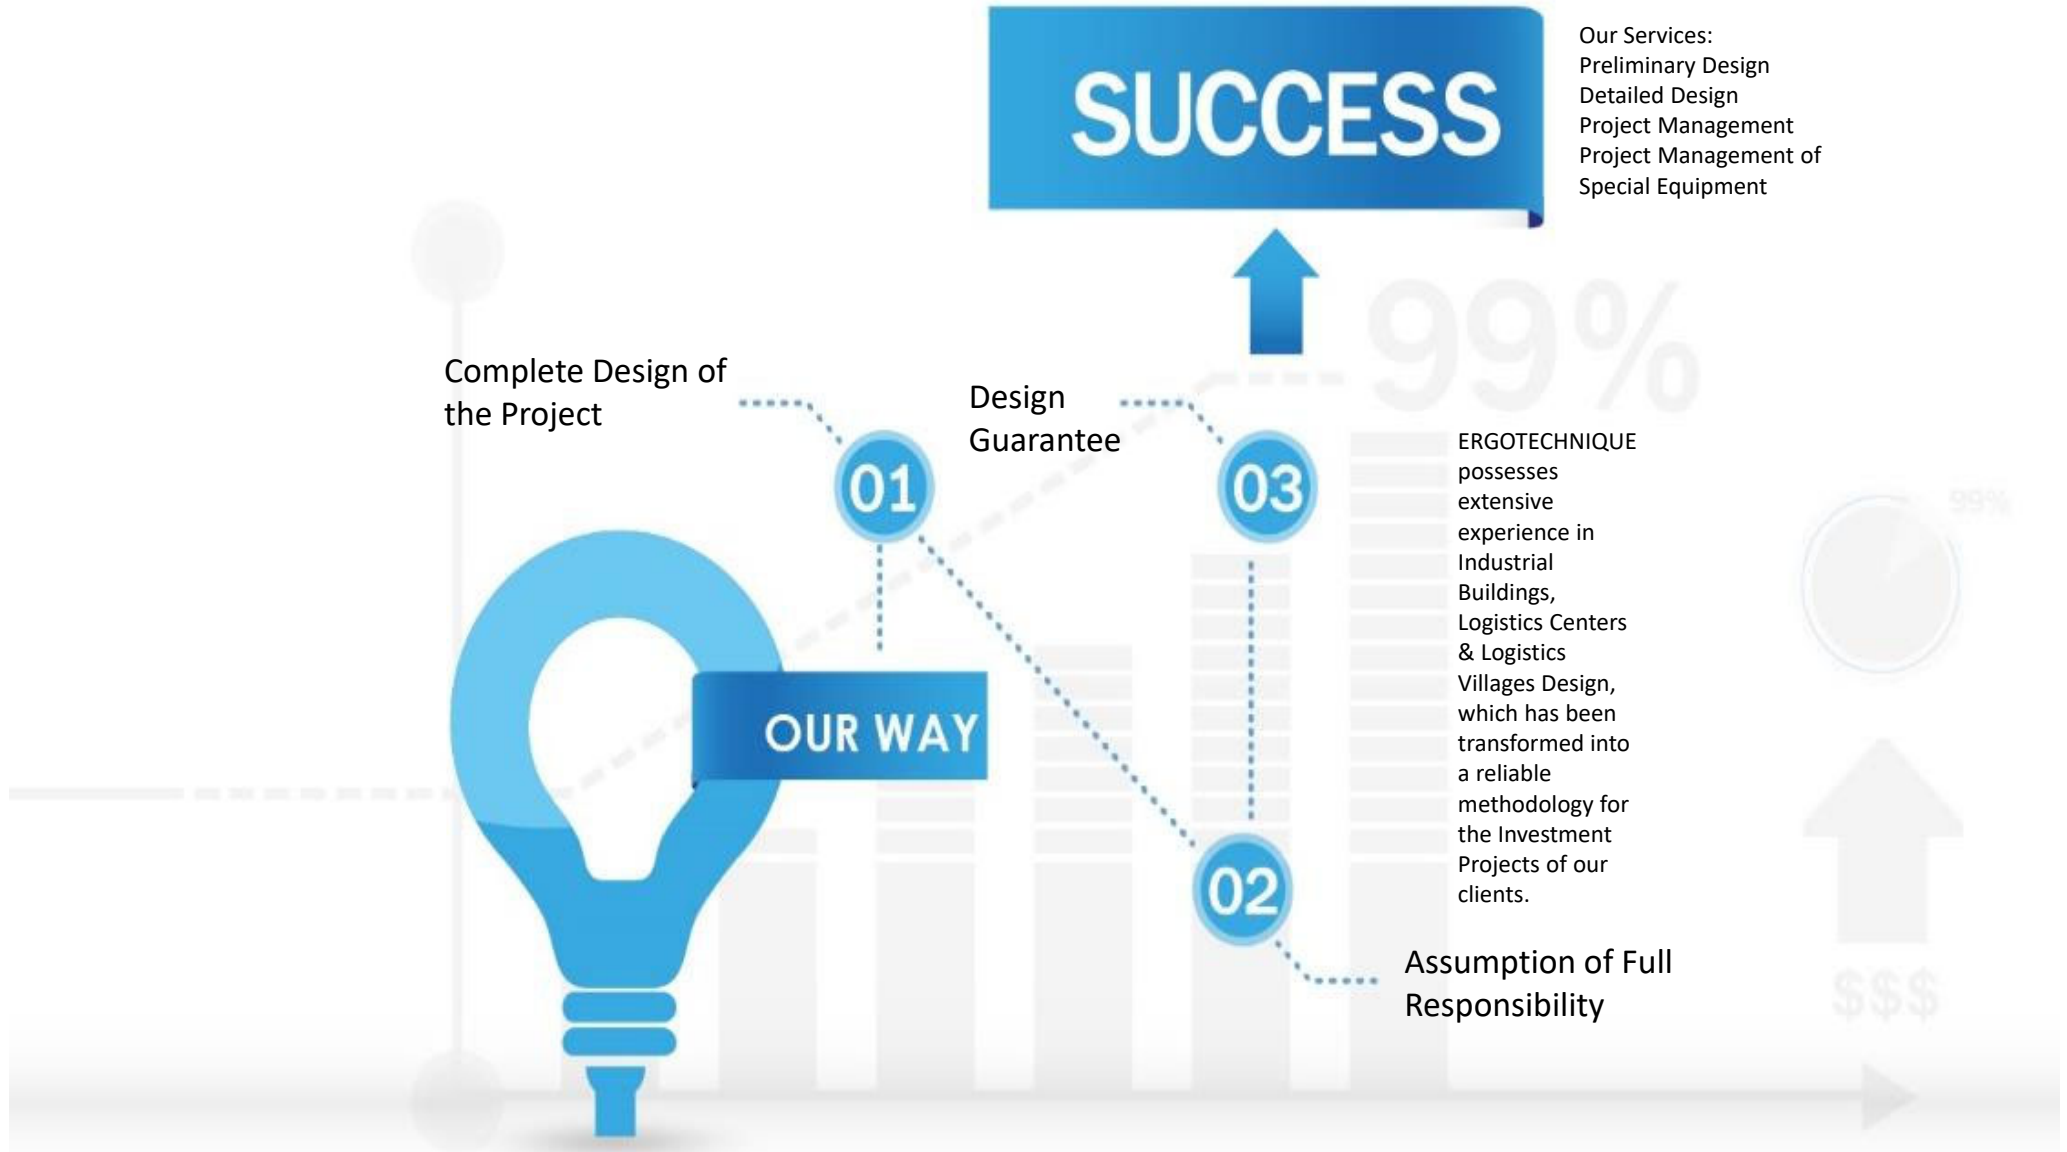 SUCCESS
Our Services:
Preliminary Design
Detailed Design
Project Management
Project Management of
Special Equipment
99%
Complete Design of
the Project
Design
Guarantee
01
03
ERGOTECHNIQUE
possesses
extensive
experience in
Industrial
Buildings,
Logistics Centers
& Logistics
Villages Design,
which has been
transformed into
a reliable
methodology for
the Investment
Projects of our
clients.
99%
OUR WAY
02
Assumption of Full
Responsibility
$$$